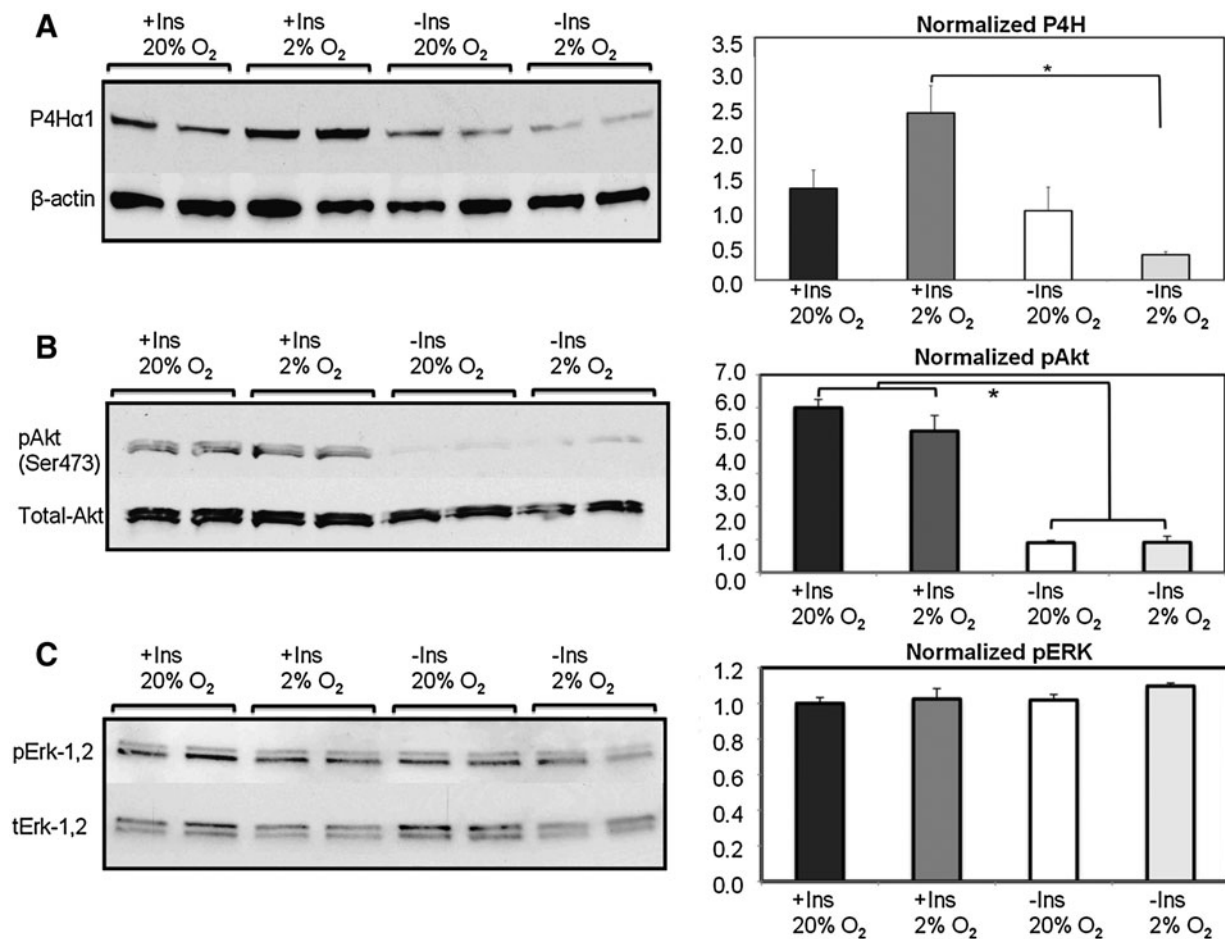 A
+Ins +Ins -Ins -Ins
20% O2 2% O2 20% O2 2% O2
P4Hα1
β-actin
Normalized P4H
3.5
3.0
2.5
2.0
1.5
1.0
0.5
0.0
*
+Ins +Ins -Ins -Ins
20% O2 2% O2 20% O2 2% O2
B
+Ins +Ins -Ins -Ins
20% O2 2% O2 20% O2 2% O2
pAkt
(Ser473)
Total-Akt
Normalized pAkt
7.0
6.0
5.0
4.0
3.0
2.0
1.0
0.0
*
+Ins +Ins -Ins -Ins
20% O2 2% O2 20% O2 2% O2
C
+Ins +Ins -Ins -Ins
20% O2 2% O2 20% O2 2% O2
pErk-1,2
tErk-1,2
Normalized pERK
1.2
1.0
0.8
0.6
0.4
0.2
0.0
+Ins +Ins -Ins -Ins
20% O2 2% O2 20% O2 2% O2